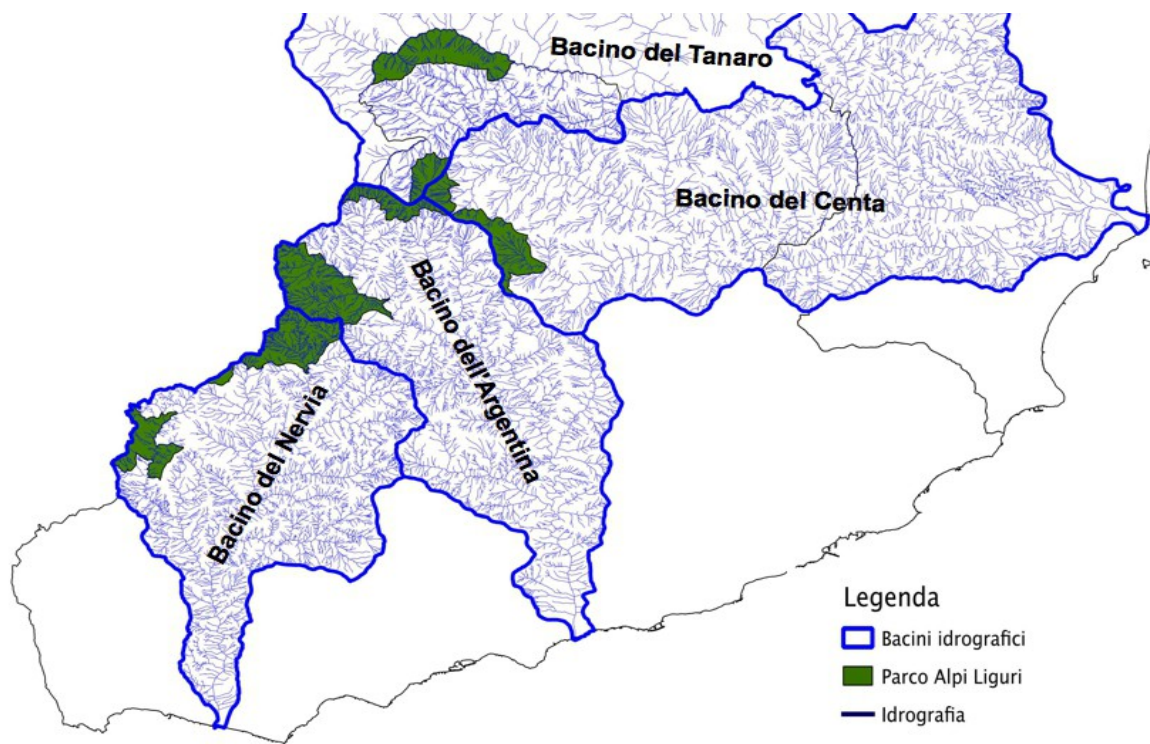 Bacino del Tanaro
Bacino del Centa
Bacino dell'Argentina
Bacino del Nervia
Legenda
Bacini idrografici
Parco Alpi Liguri
Idrografia